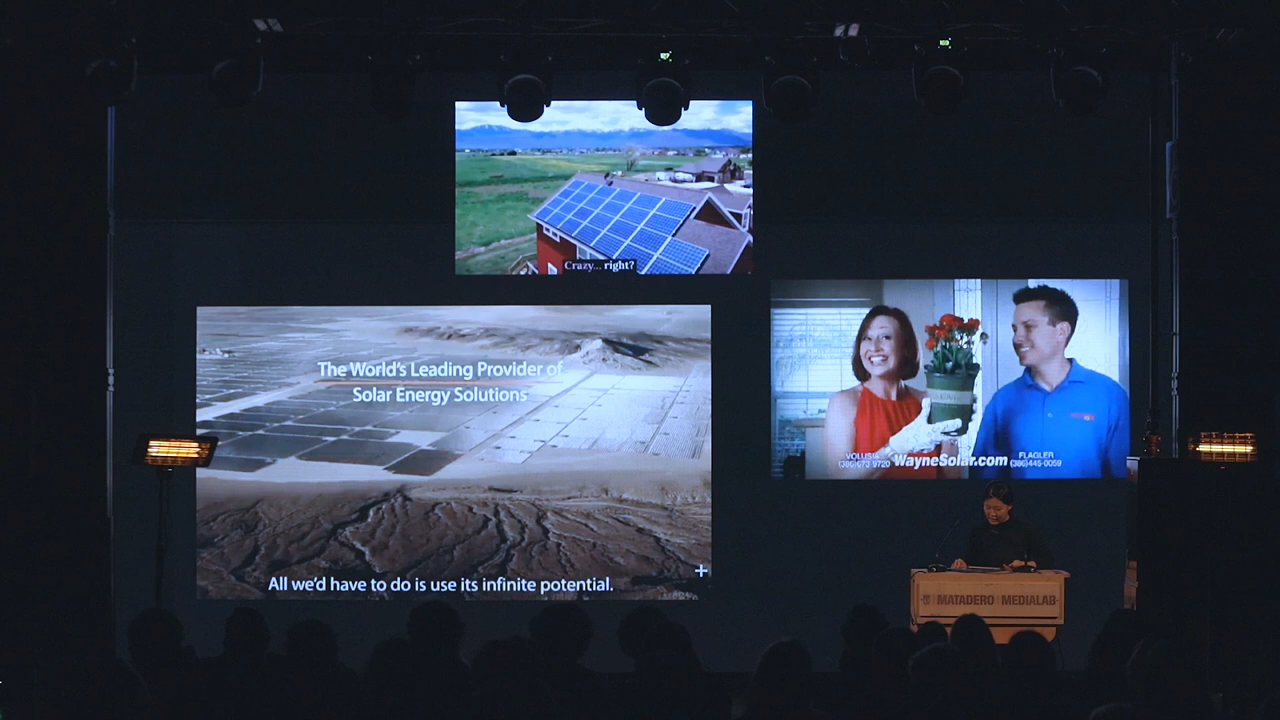 Crazy... right?
The World's Leading Provider of
Solar Energy Solutions
All we'd have to do is use its infinite potential.
VOLUSIA
(386)673-9720
WayneSolar.com
FLAGLER
(386)445-0059
MATADERO | MEDIALAB